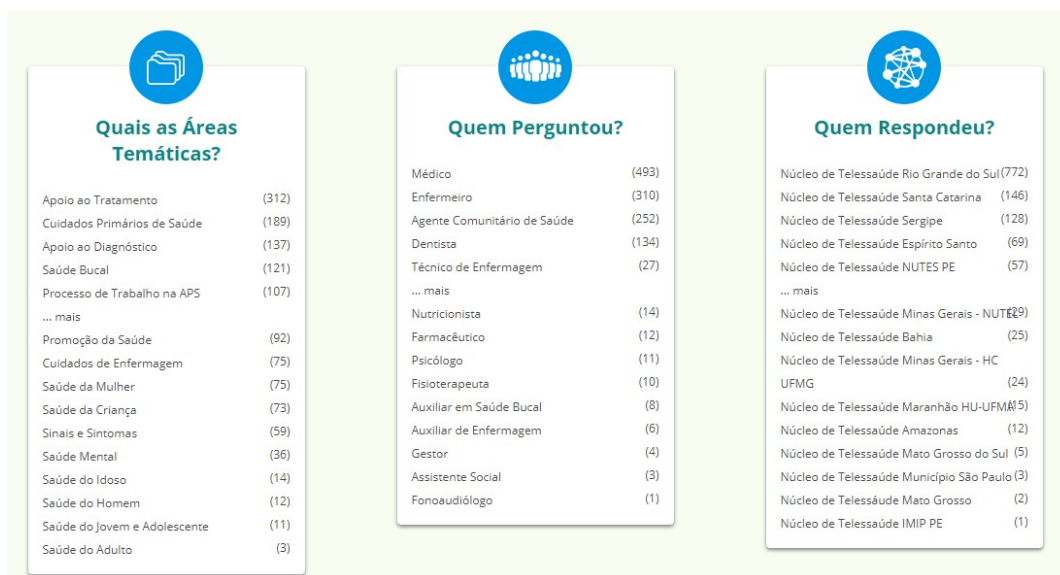 Quais as Áreas
Temáticas?
Apoio ao Tratamento (312)
Cuidados Primários de Saúde (189)
Apoio ao Diagnóstico (137)
Saúde Bucal (121)
Processo de Trabalho na APS (107)
... mais
Promoção da Saúde (92)
Cuidados de Enfermagem (75)
Saúde da Mulher (75)
Saúde da Criança (73)
Sinais e Sintomas (59)
Saúde Mental (36)
Saúde do Idoso (14)
Saúde do Homem (12)
Saúde do Jovem e Adolescente (11)
Saúde do Adulto (3)
Quem Perguntou?
Médico (493)
Enfermeiro (310)
Agente Comunitário de Saúde (252)
Dentista (134)
Técnico de Enfermagem (27)
... mais
Nutricionista (14)
Farmacêutico (12)
Psicólogo (11)
Fisioterapeuta (10)
Auxiliar em Saúde Bucal (8)
Auxiliar de Enfermagem (6)
Gestor (4)
Assistente Social (3)
Fonoaudiólogo (1)
Quem Respondeu?
Núcleo de Telessaúde Rio Grande do Sul (772)
Núcleo de Telessaúde Santa Catarina (146)
Núcleo de Telessaúde Sergipe (128)
Núcleo de Telessaúde Espírito Santo (69)
Núcleo de Telessaúde NUTES PE (57)
... mais
Núcleo de Telessaúde Minas Gerais - NUTEL (29)
Núcleo de Telessaúde Bahia (25)
Núcleo de Telessaúde Minas Gerais - HC
UFMG (24)
Núcleo de Telessaúde Maranhão HU-UFMA (15)
Núcleo de Telessaúde Amazonas (12)
Núcleo de Telessaúde Mato Grosso do Sul (5)
Núcleo de Telessaúde Município São Paulo (3)
Núcleo de Telessáude Mato Grosso (2)
Núcleo de Telessaúde IMIP PE (1)